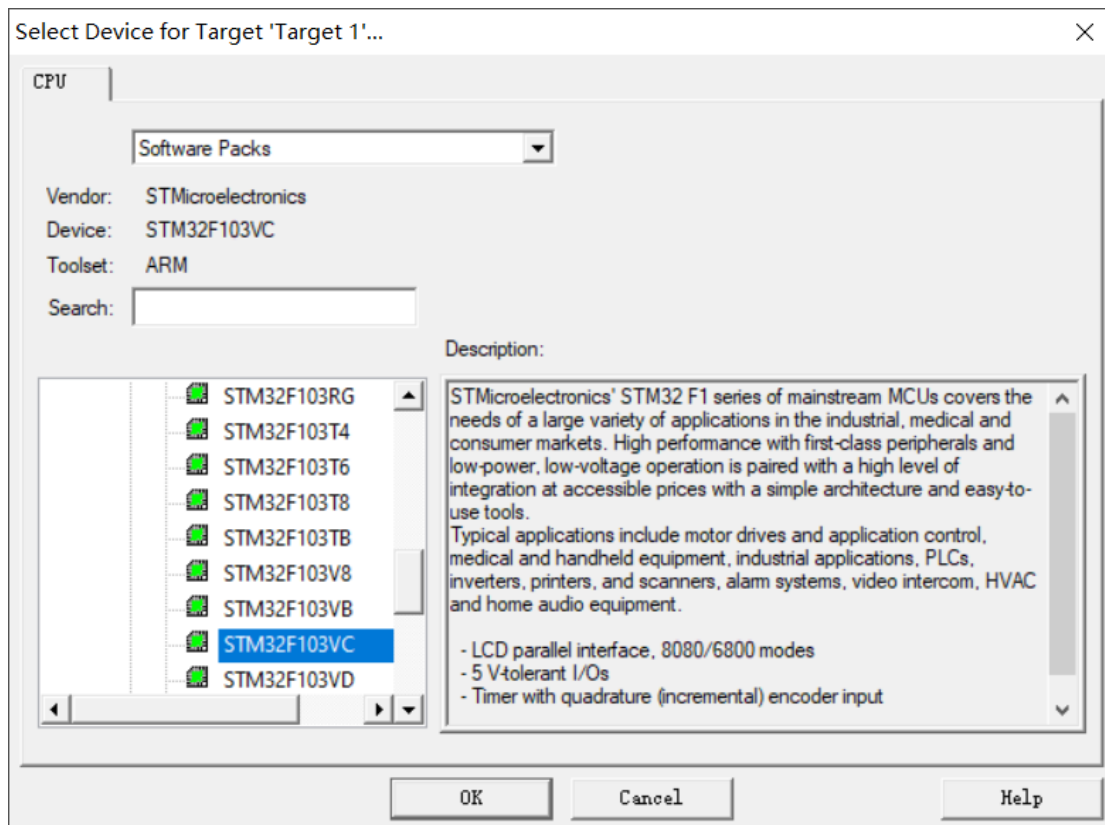 Select Device for Target 'Target 1'...
CPU
Software Packs
Vendor: STMicroelectronics
Device: STM32F103VC
Toolset: ARM
Search:
Description:
STM32F103RG
STM32F103T4
STM32F103T6
STM32F103T8
STM32F103TB
STM32F103V8
STM32F103VB
STM32F103VC
STM32F103VD
STMicroelectronics' STM32 F1 series of mainstream MCUs covers the
needs of a large variety of applications in the industrial, medical and
consumer markets. High performance with first-class peripherals and
low-power, low-voltage operation is paired with a high level of
integration at accessible prices with a simple architecture and easy-to-
use tools.
Typical applications include motor drives and application control,
medical and handheld equipment, industrial applications, PLCs,
inverters, printers, and scanners, alarm systems, video intercom, HVAC
and home audio equipment.
- LCD parallel interface, 8080/6800 modes
- 5 V-tolerant I/Os
- Timer with quadrature (incremental) encoder input
OK
Cancel
Help